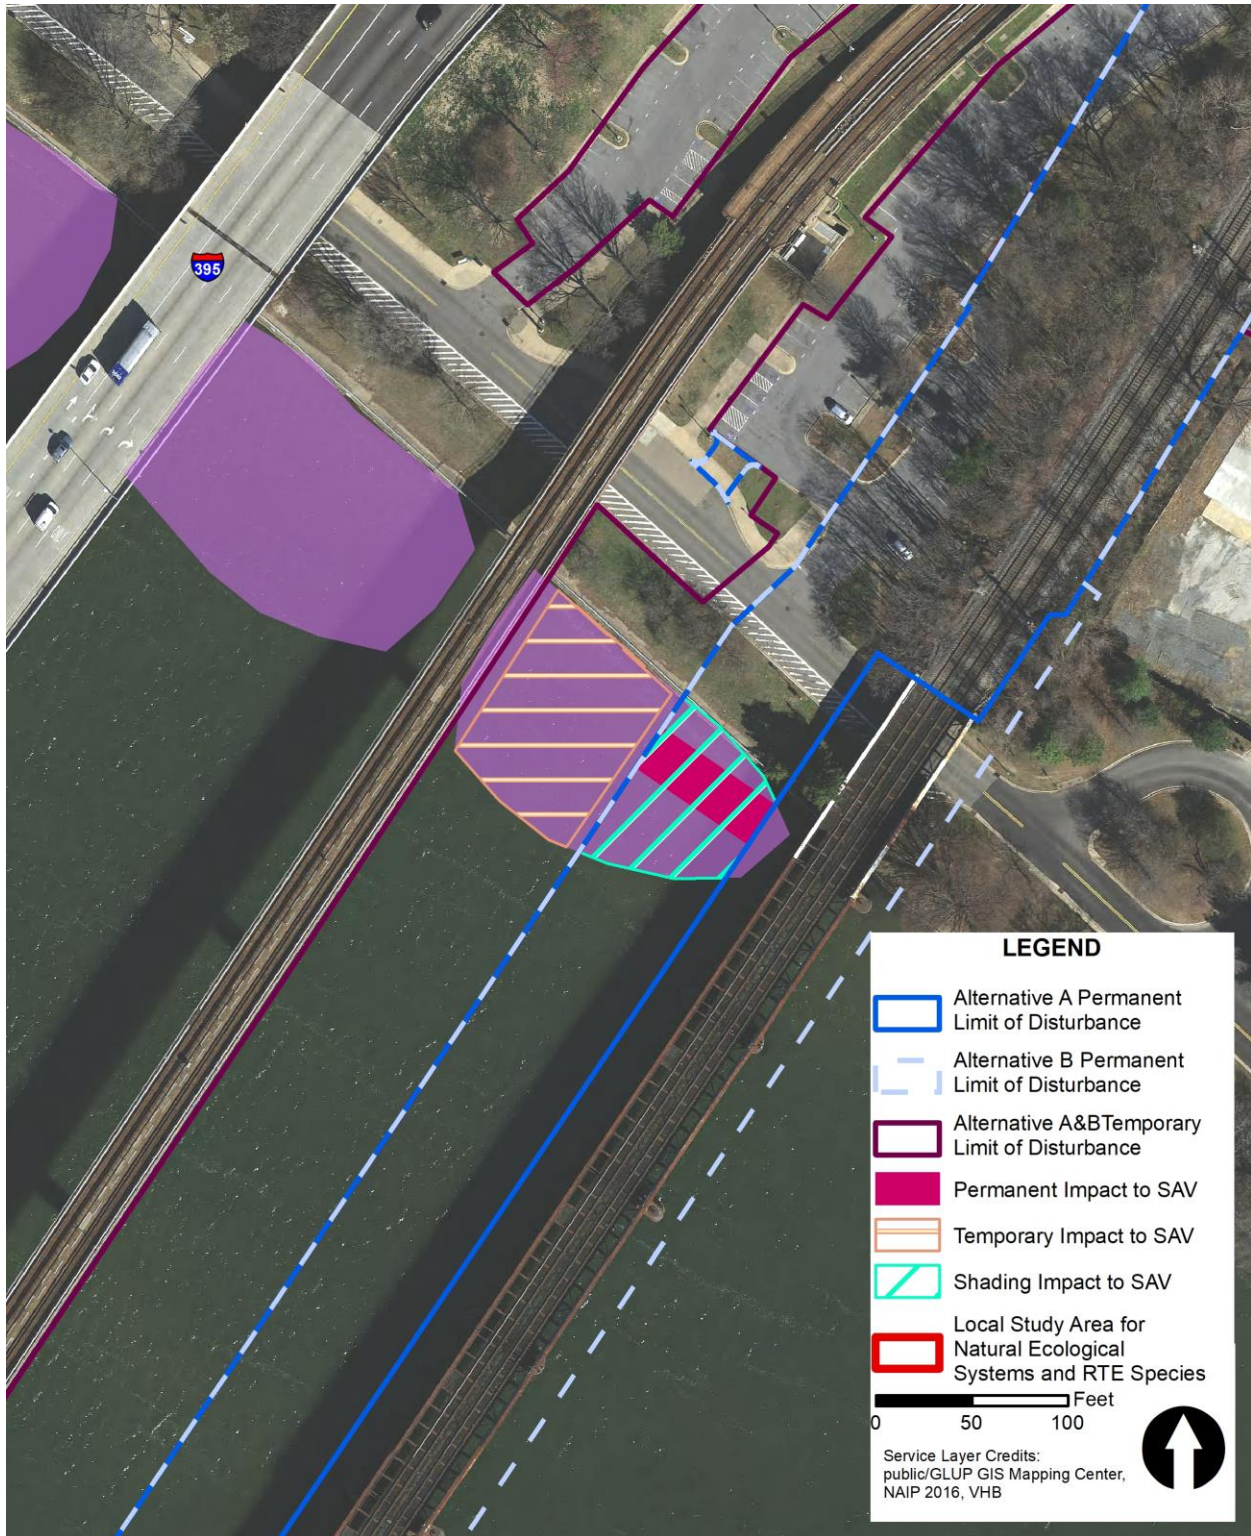 395
LEGEND
Alternative A Permanent
Limit of Disturbance
Alternative B Permanent
Limit of Disturbance
Alternative A&BTemporary
Limit of Disturbance
Permanent Impact to SAV
Temporary Impact to SAV
Shading Impact to SAV
Local Study Area for
Natural Ecological
Systems and RTE Species
Feet
0 50 100
Service Layer Credits:
public/GLUP GIS Mapping Center,
NAIP 2016, VHB